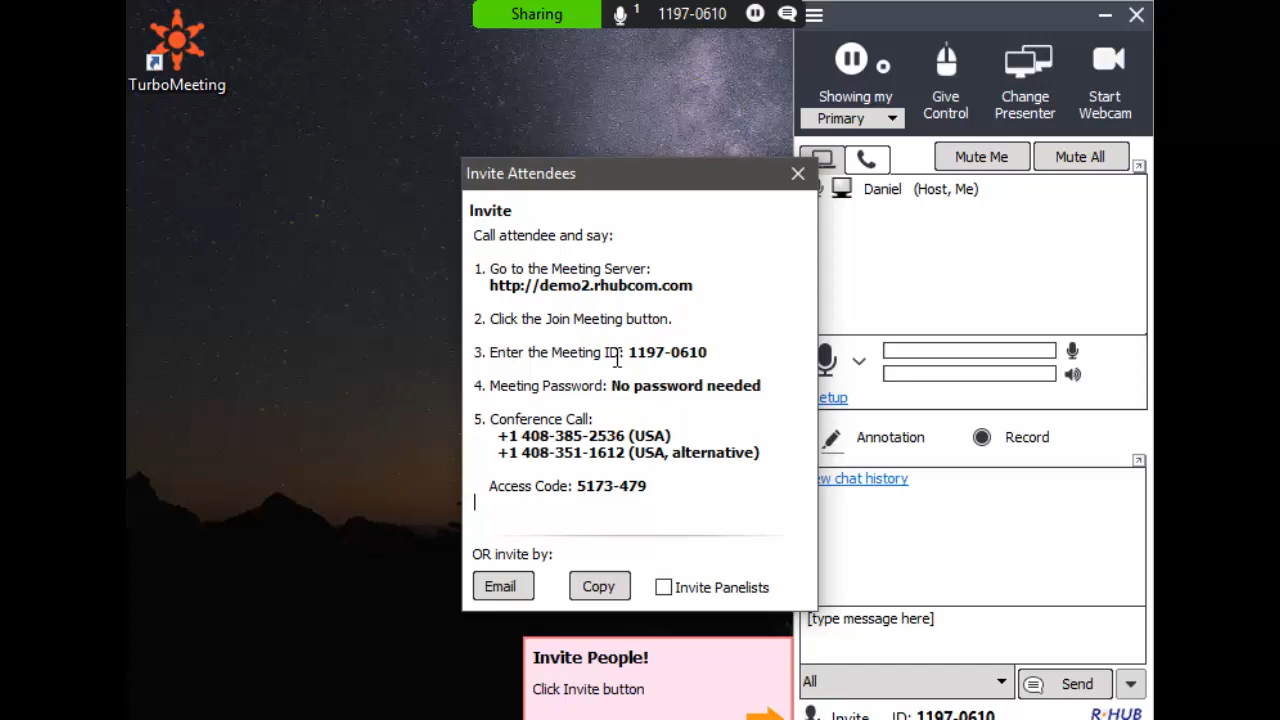 Sharing
1
1197-0610
TurboMeeting
Showing my
Primary
Give
Control
Change
Presenter
Start
Webcam
Mute Me
Mute All
Daniel (Host, Me)
Invite Attendees
Invite
Call attendee and say:
1. Go to the Meeting Server:
http://demo2.rhubcom.com
2. Click the Join Meeting button.
3. Enter the Meeting ID: 1197-0610
4. Meeting Password: No password needed
5. Conference Call:
+1 408-385-2536 (USA)
+1 408-351-1612 (USA, alternative)
Access Code: 5173-479
OR invite by:
Email
Copy
Invite Panelists
etup
Annotation
Record
ew chat history
[type message here]
All
Send
Invite People!
Click Invite button
Invite
ID: 1197-0610
R-HUB